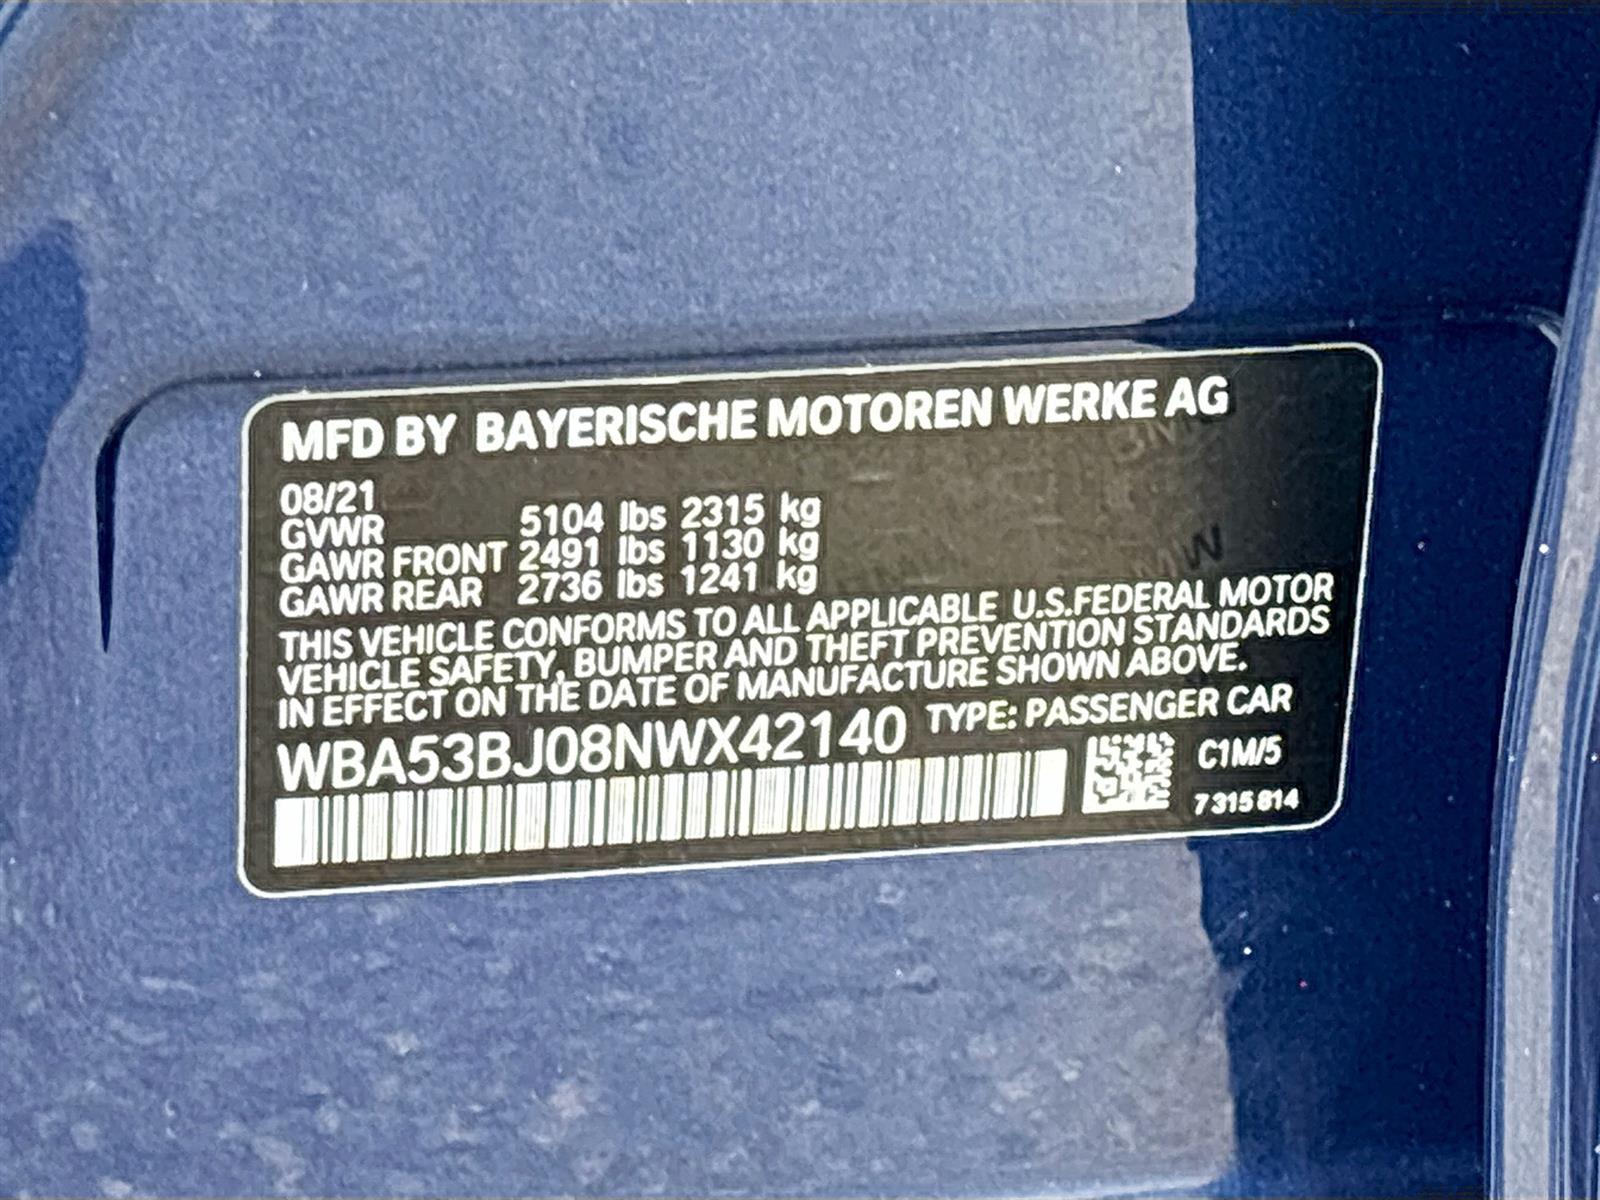 MFD BY BAYERISCHE MOTOREN WERKE AG
08/21
GVWR 5104 lbs 2315 kg
GAWR FRONT 2491 lbs 1130 kg
GAWR REAR 2736 lbs 1241 kg
THIS VEHICLE CONFORMS TO ALL APPLICABLE U.S.FEDERAL MOTOR
VEHICLE SAFETY, BUMPER AND THEFT PREVENTION STANDARDS
IN EFFECT ON THE DATE OF MANUFACTURE SHOWN ABOVE.
WBA53BJ08NWX42140 TYPE: PASSENGER CAR
C1M/5
7 315 814